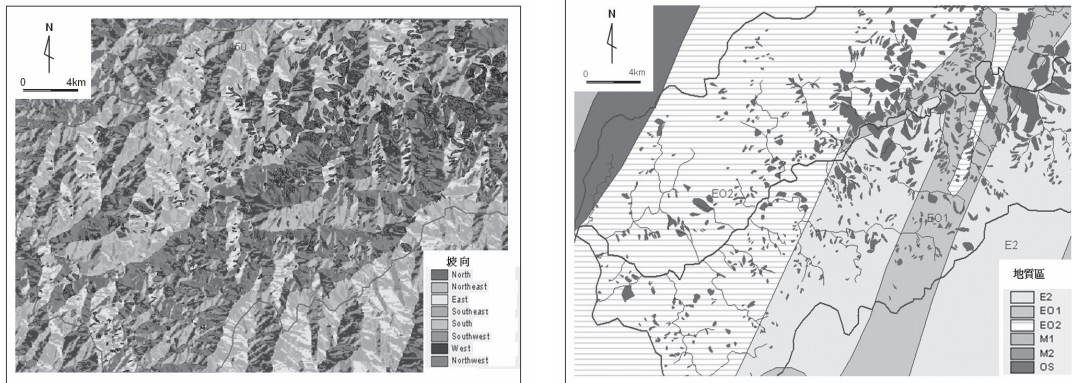 N
0 4km
坡向
North
Northeast
East
Southeast
South
Southwest
West
Northwest
N
0 4km
EO2
EO1
E2
地質區
E2
EO1
EO2
M1
M2
OS